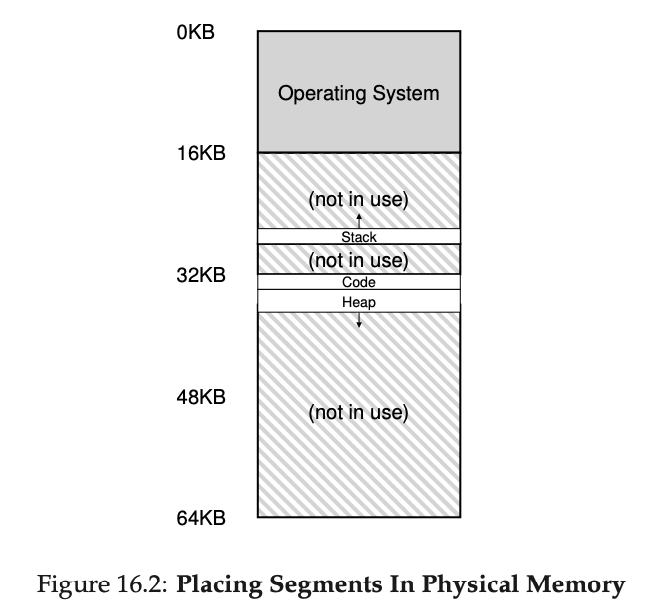 0KB
Operating System
16KB
(not in use)
Stack
(not in use)
32KB
Code
Heap
48KB
(not in use)
64KB
Figure 16.2: Placing Segments In Physical Memory